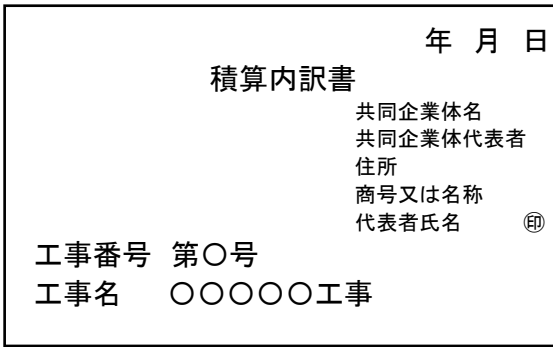 年 月 日
積算内訳書
共同企業体名
共同企業体代表者
住所
商号又は名称
代表者氏名 ㊞
工事番号 第〇号
工事名 〇〇〇〇〇工事